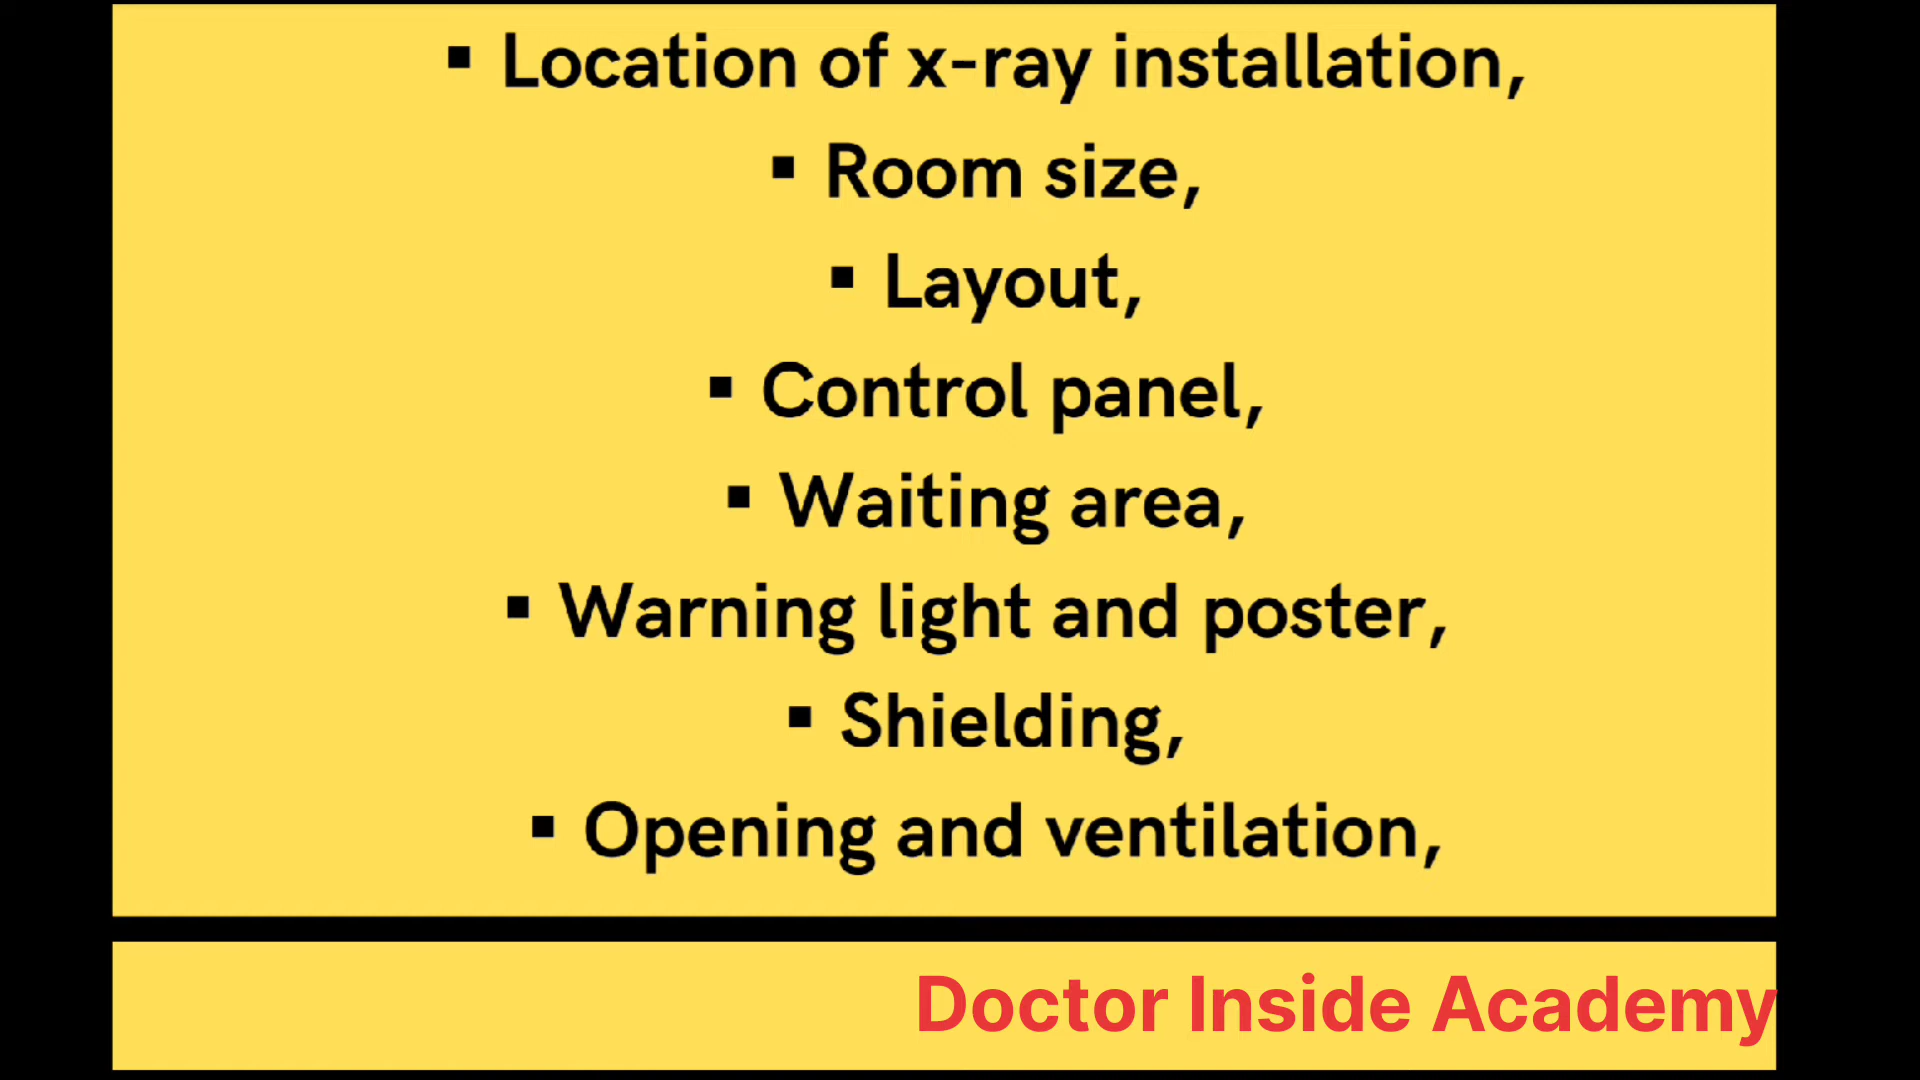 ▪ Location of x-ray installation,
▪ Room size,
▪ Layout,
▪ Control panel,
▪ Waiting area,
▪ Warning light and poster,
▪ Shielding,
▪ Opening and ventilation,
Doctor Inside Academy